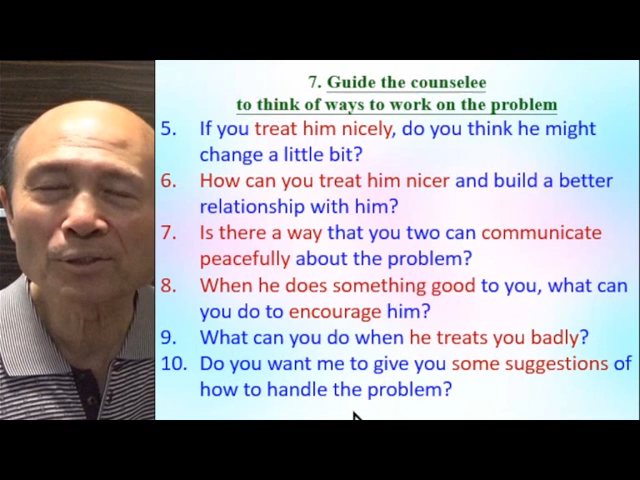 7. Guide the counselee
to think of ways to work on the problem
5. If you treat him nicely, do you think he might
change a little bit?
6. How can you treat him nicer and build a better
relationship with him?
7. Is there a way that you two can communicate
peacefully about the problem?
8. When he does something good to you, what can
you do to encourage him?
9. What can you do when he treats you badly?
10. Do you want me to give you some suggestions of
how to handle the problem?